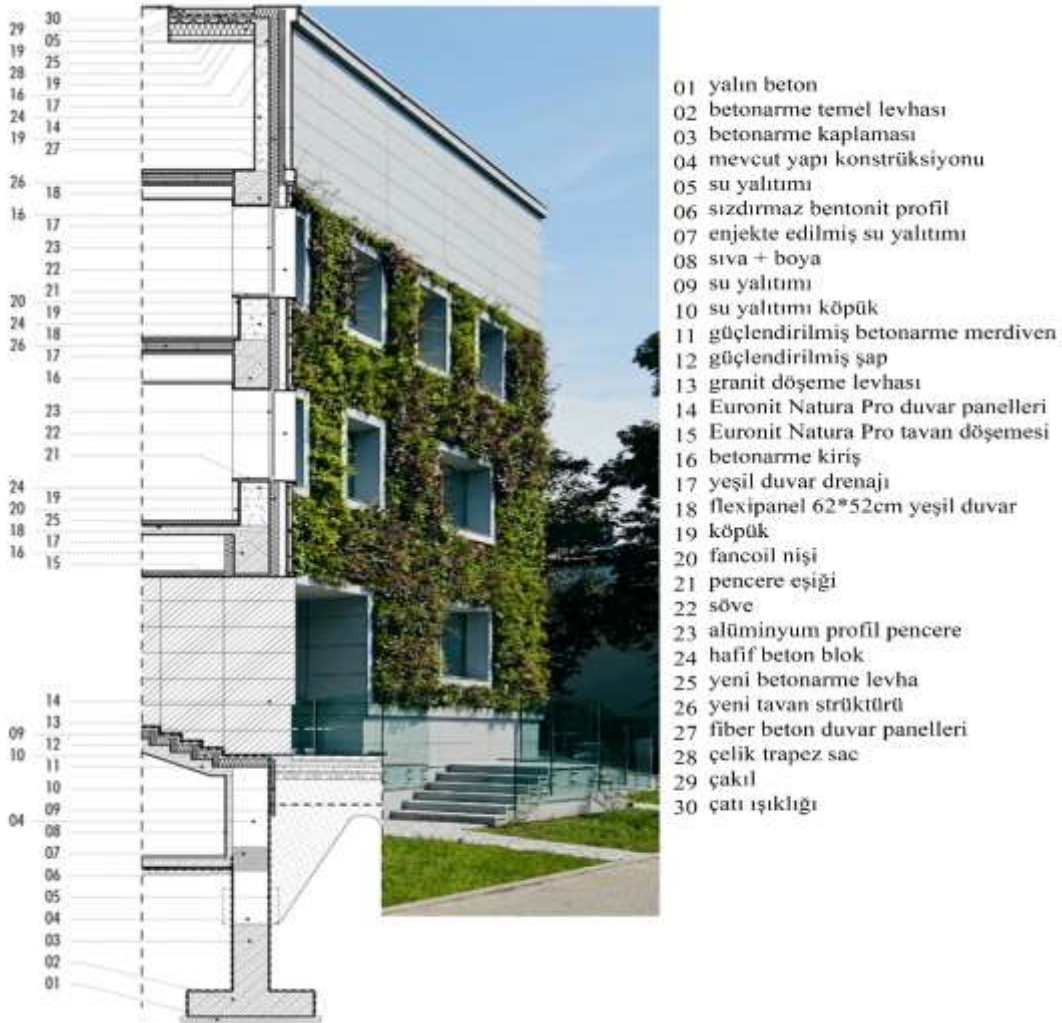 30
29
05
19
25
28
19
16
17
24
14
19
27
26
18
16
17
23
22
21
20
19
24
18
26
17
16
23
22
21
24
19
20
25
18
17
16
15
14
13
09
12
10
11
10
09
04
08
07
06
05
04
03
02
01
01 yalın beton
02 betonarme temel levhası
03 betonarme kaplaması
04 mevcut yapı konstrüksiyonu
05 su yalıtımı
06 sızdırmaz bentonit profil
07 enjekte edilmiş su yalıtımı
08 sıva + boya
09 su yalıtımı
10 su yalıtımı köpük
11 güçlendirilmiş betonarme merdiven
12 güçlendirilmiş şap
13 granit döşeme levhası
14 Euronit Natura Pro duvar panelleri
15 Euronit Natura Pro tavan döşemesi
16 betonarme kiriş
17 yeşil duvar drenajı
18 flexipanel 62*52cm yeşil duvar
19 köpük
20 fancoil nişi
21 pencere eşiği
22 söve
23 alüminyum profil pencere
24 hafif beton blok
25 yeni betonarme levha
26 yeni tavan strüktürü
27 fiber beton duvar panelleri
28 çelik trapez sac
29 çakıl
30 çatı ışıklığı